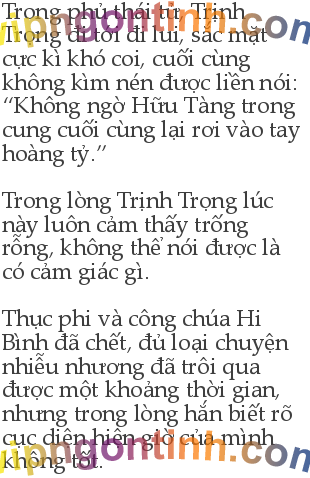 Trong phủ thái tử, Trịnh
Trọng đi tới đi lui, sắc mặt
cực kì khó coi, cuối cùng
không kìm nén được liền nói:
“Không ngờ Hữu Tàng trong
cung cuối cùng lại rơi vào tay
hoàng tỷ.”
Trong lòng Trịnh Trọng lúc
này luôn cảm thấy trống
rỗng, không thể nói được là
có cảm giác gì.
Thục phi và công chúa Hi
Bình đã chết, đủ loại chuyện
nhiễu nhương đã trôi qua
được một khoảng thời gian,
nhưng trong lòng hắn biết rõ
cục diện hiện giờ của mình
không tốt.
vipngontinh.com
vipngontinh.com